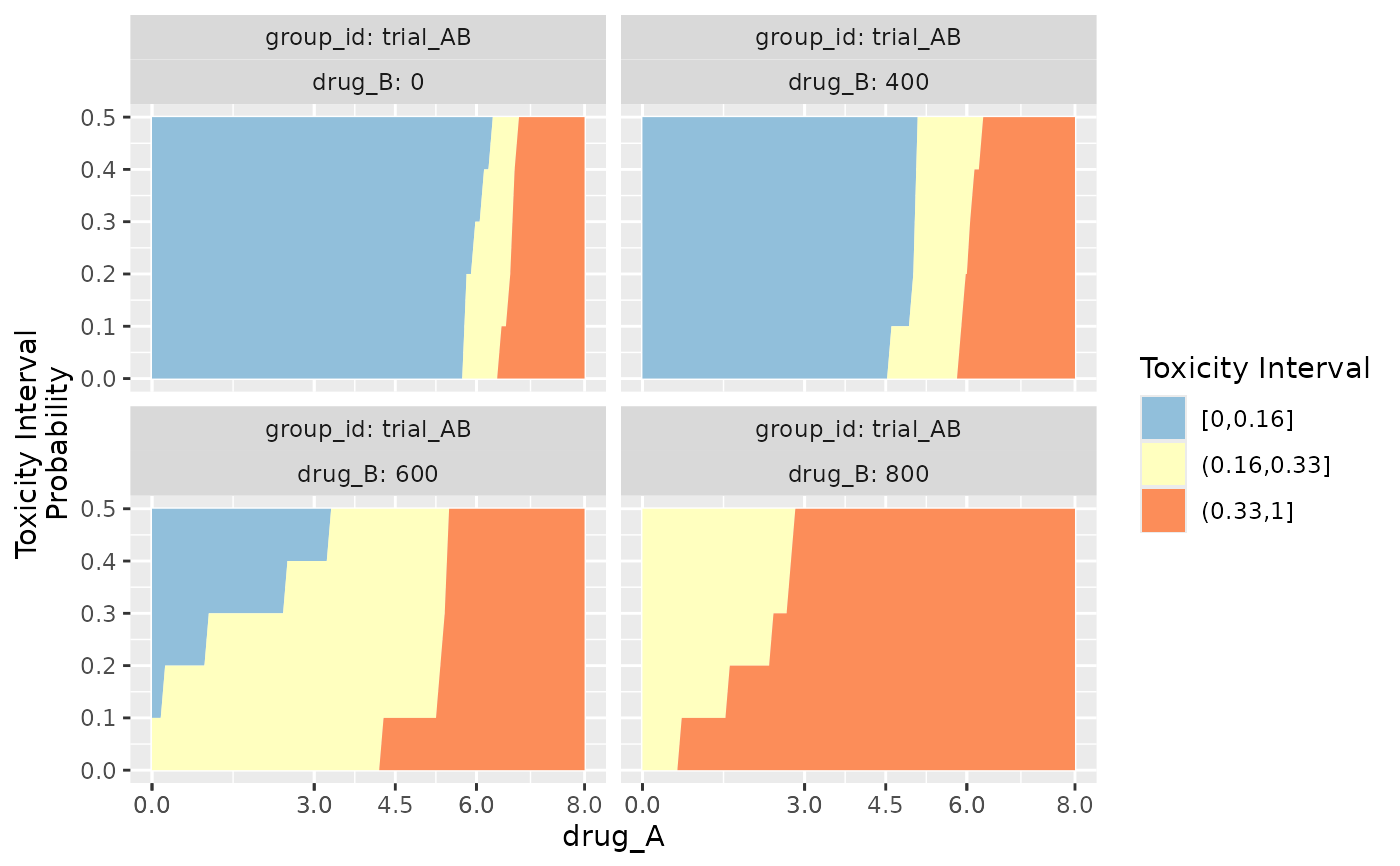 group_id: trial_AB
drug_B: 0
group_id: trial_AB
drug_B: 400
0.5
0.4
0.3
0.2
0.1
0.0
group_id: trial_AB
drug_B: 600
group_id: trial_AB
drug_B: 800
0.5
0.4
0.3
0.2
0.1
0.0
0.0 3.0 4.5 6.0 8.0
0.0 3.0 4.5 6.0 8.0
drug_A
Toxicity Interval
Probability
Toxicity Interval
[0,0.16]
(0.16,0.33]
(0.33,1]